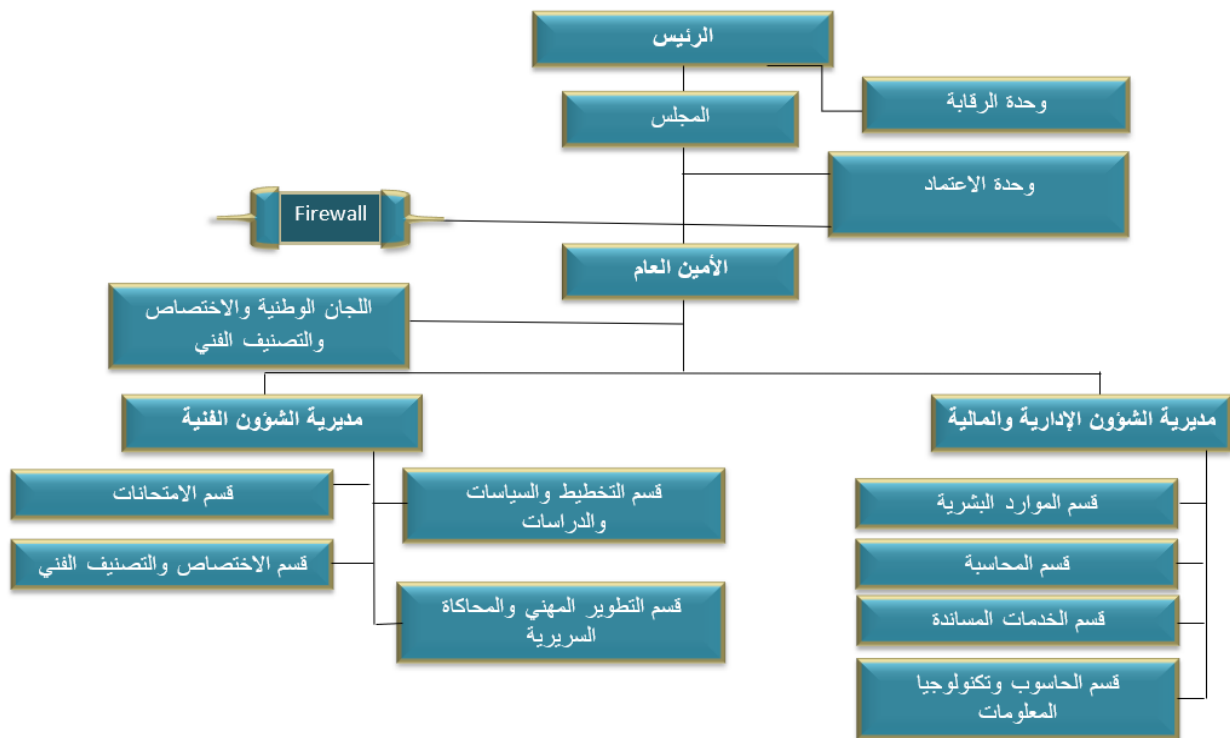 الرئيس
وحدة الرقابة
المجلس
وحدة الاعتماد
Firewall
الأمين العام
اللجان الوطنية والاختصاص
والتصنيف الفني
مديرية الشؤون الإدارية والمالية
مديرية الشؤون الفنية
قسم الموارد البشرية
قسم المحاسبة
قسم الخدمات المساندة
قسم الحاسوب وتكنولوجيا
المعلومات
قسم التخطيط والسياسات
والدراسات
قسم التطوير المهني والمحاكاة
السريرية
قسم الامتحانات
قسم الاختصاص والتصنيف الفني